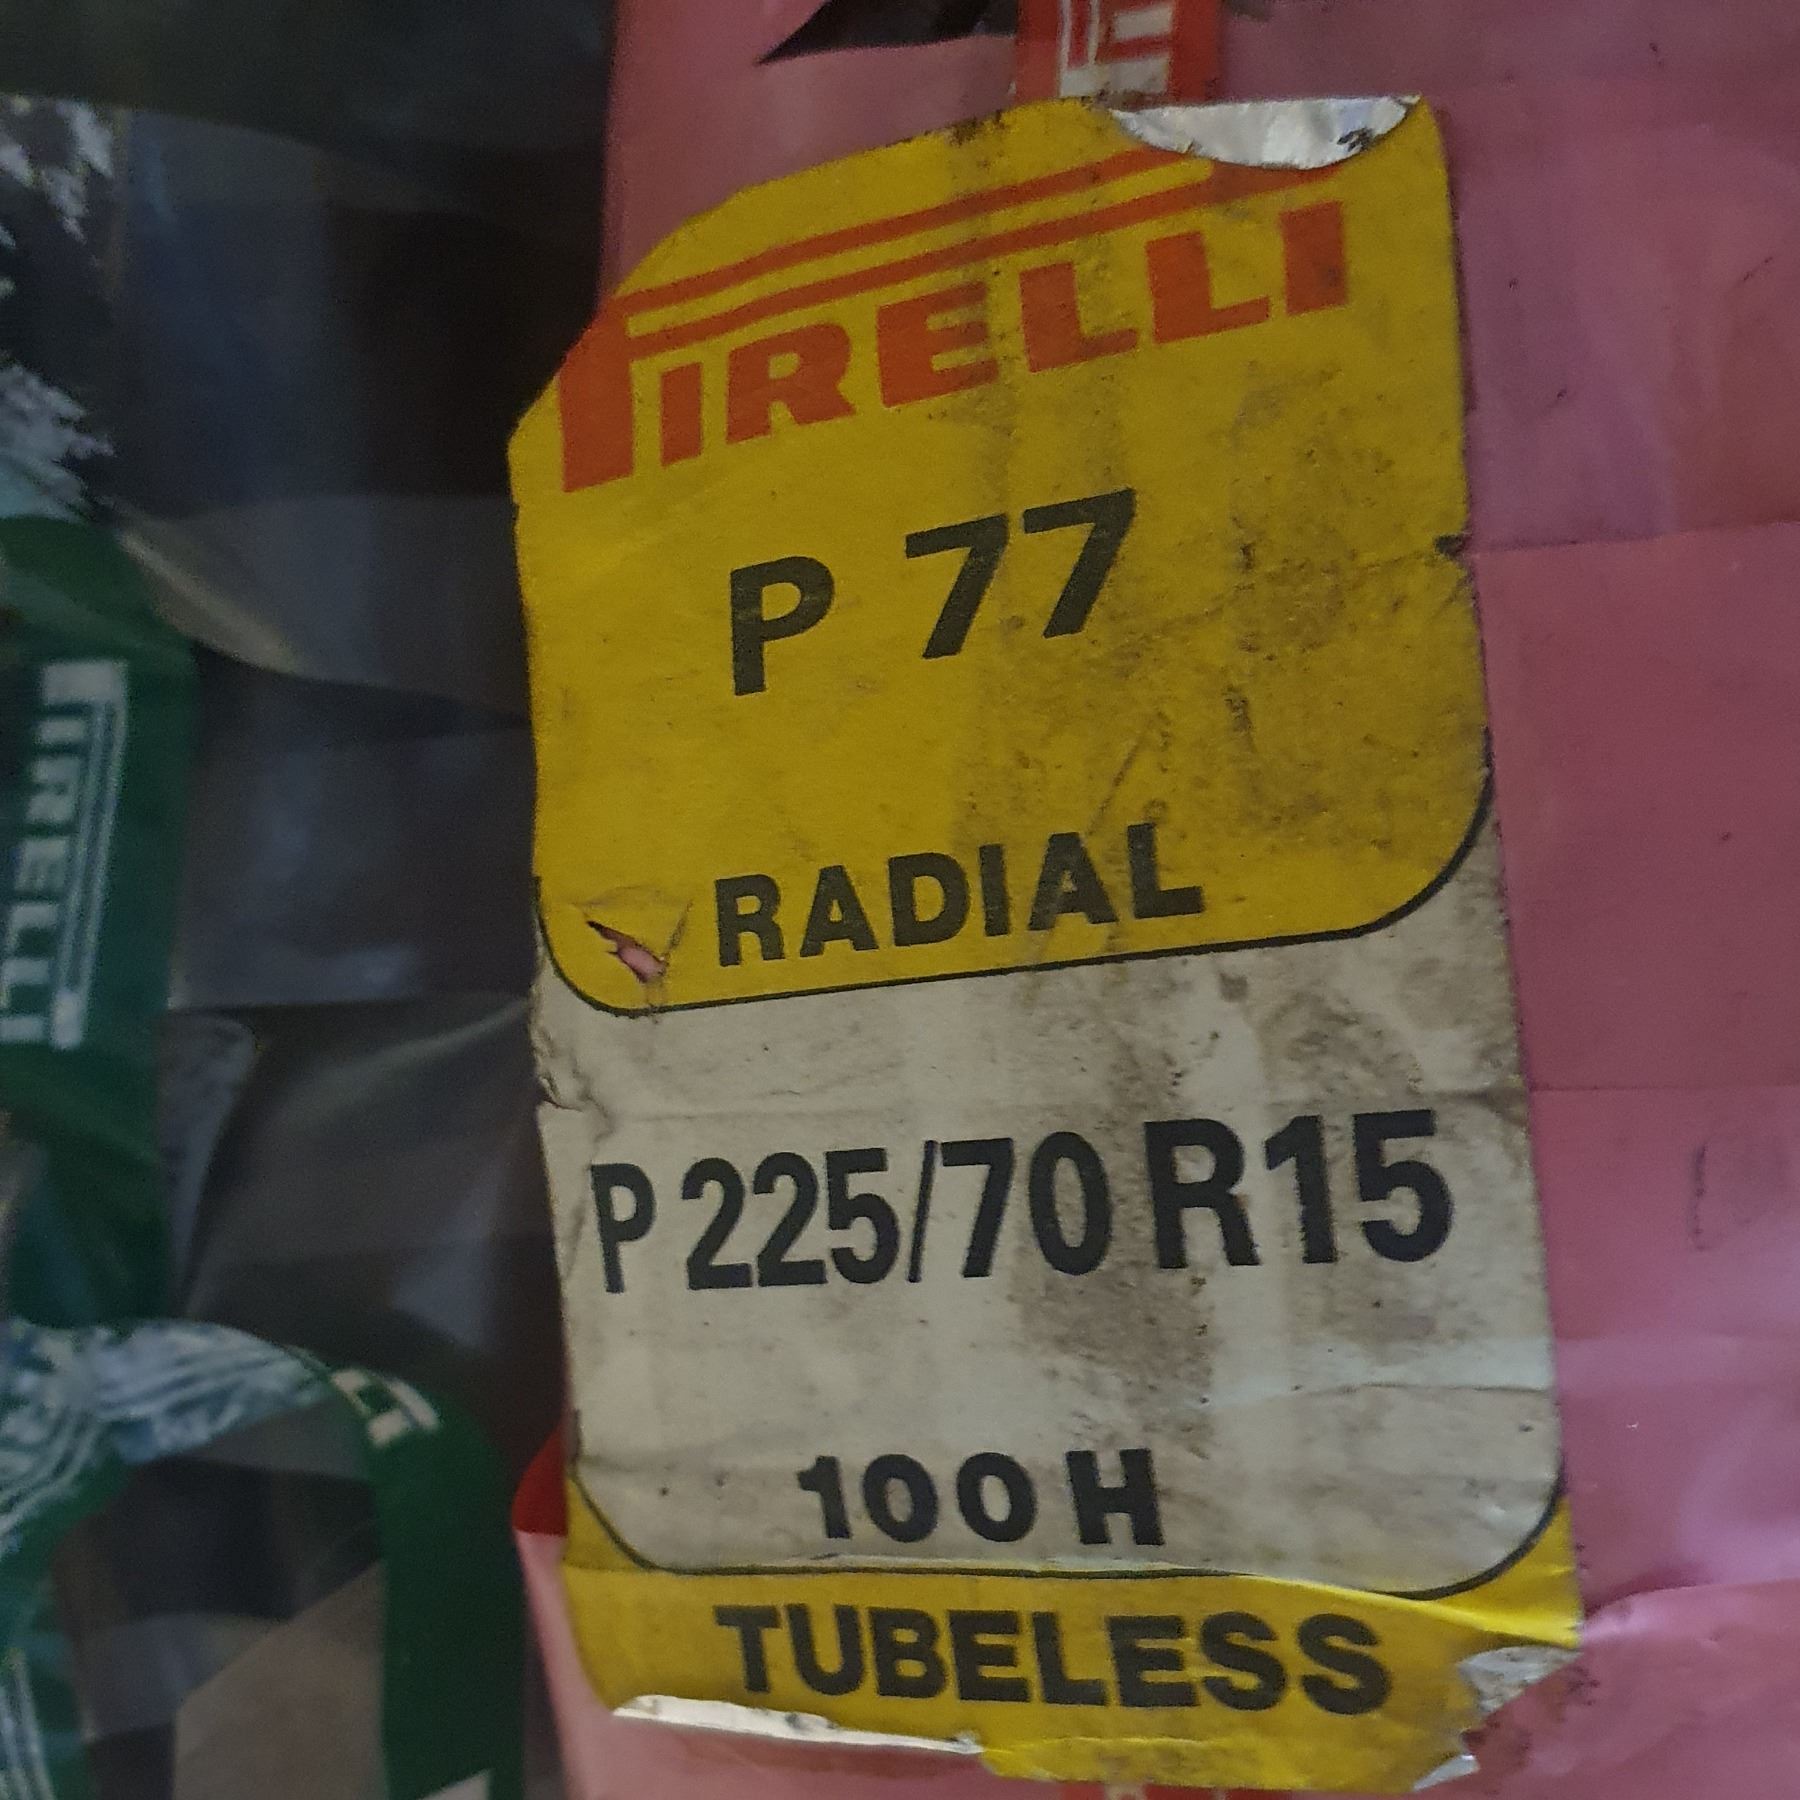 PIRELLI
P 77
RADIAL
P 225/70 R15
100 H
TUBELESS
PIRELLI